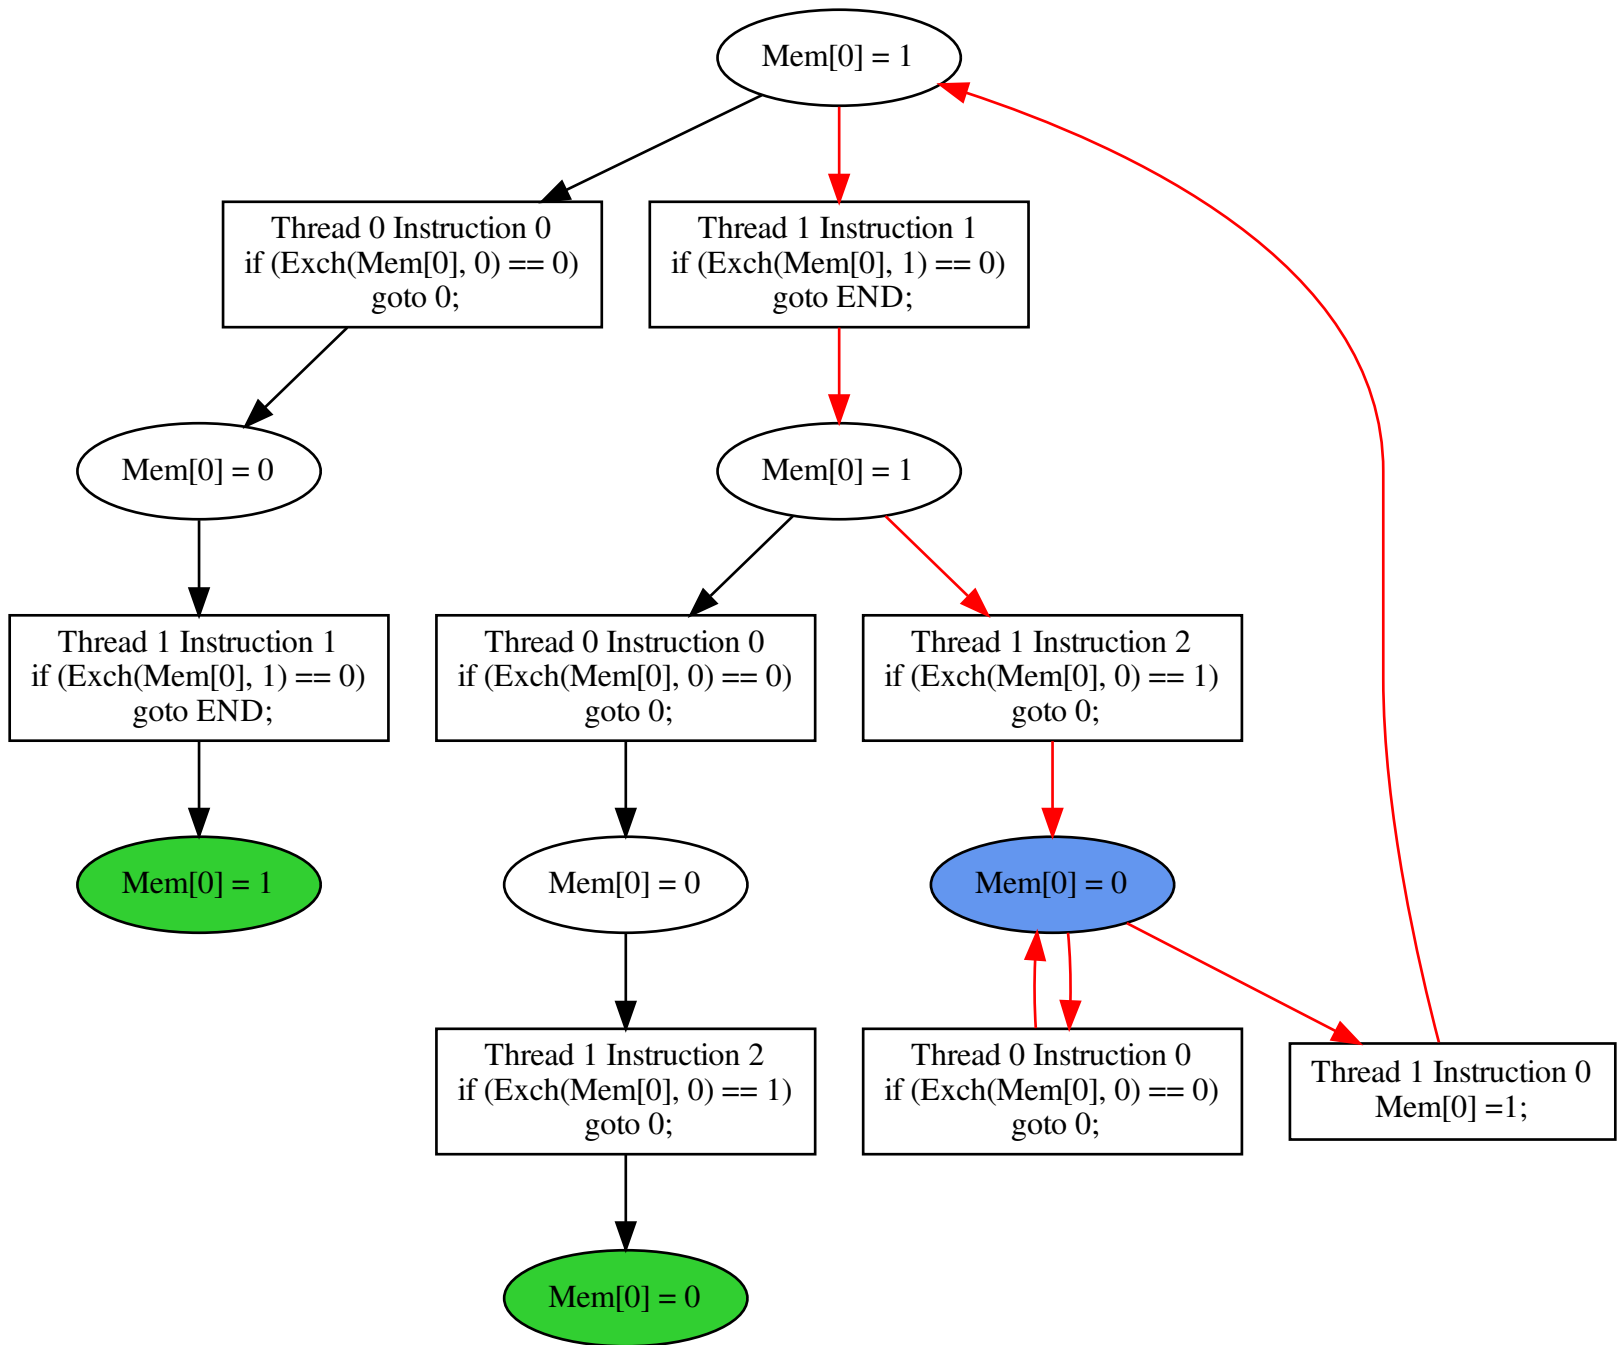 Mem[0] = 1
Thread 0 Instruction 0
if (Exch(Mem[0], 0) == 0)
goto 0;
Thread 1 Instruction 1
if (Exch(Mem[0], 1) == 0)
goto END;
Mem[0] = 0
Mem[0] = 1
Thread 1 Instruction 1
if (Exch(Mem[0], 1) == 0)
goto END;
Thread 0 Instruction 0
if (Exch(Mem[0], 0) == 0)
goto 0;
Thread 1 Instruction 2
if (Exch(Mem[0], 0) == 1)
goto 0;
Mem[0] = 1
Mem[0] = 0
Mem[0] = 0
Thread 1 Instruction 2
if (Exch(Mem[0], 0) == 1)
goto 0;
Thread 0 Instruction 0
if (Exch(Mem[0], 0) == 0)
goto 0;
Thread 1 Instruction 0
Mem[0] =1;
Mem[0] = 0